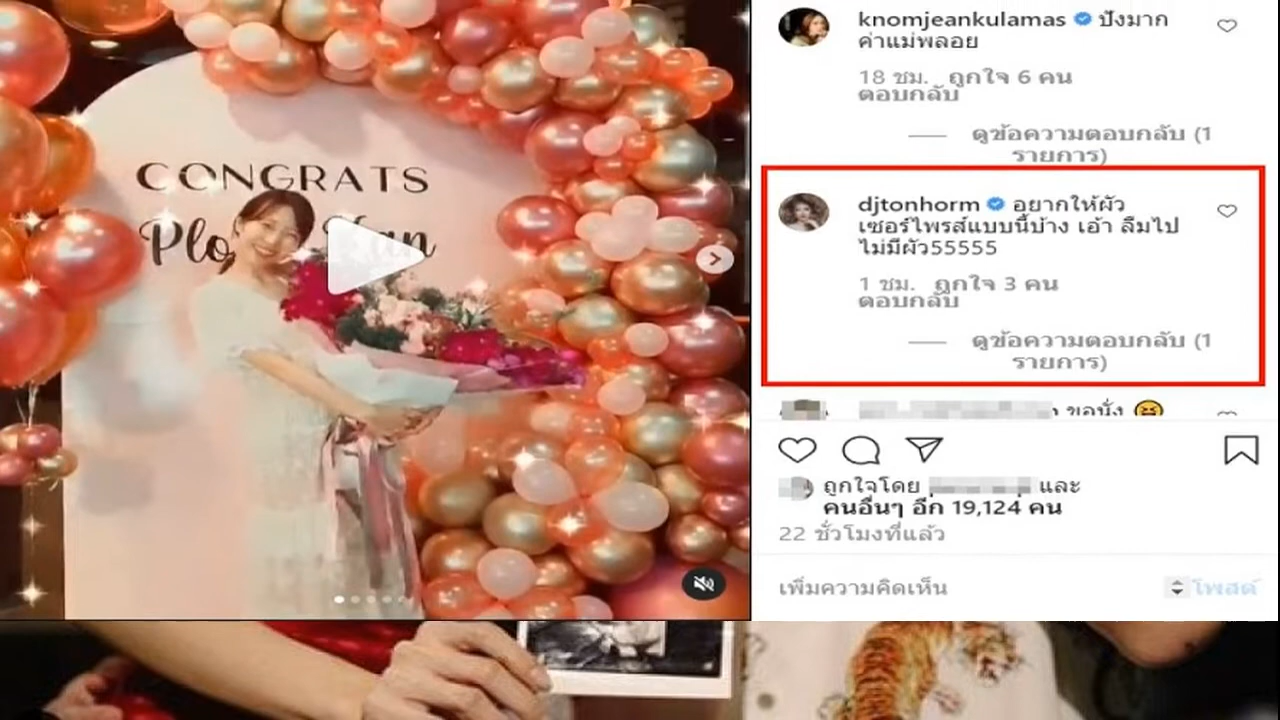 CONGRATS
Plo
knomjeankulamas ปังมาก
ค่าแม่พลอย
18 ชม. ถูกใจ 6 คน
ตอบกลับ
ดูข้อความตอบกลับ (1
รายการ)
djtonhorm อยากให้ผัว
เซอร์ไพรส์แบบนี้บ้าง เอ้า ลืมไป
ไม่มีผัว55555
1 ชม. ถูกใจ 3 คน
ตอบกลับ
ดูข้อความตอบกลับ (1
รายการ)
ขอนั่ง
ถูกใจโดย และ
คนอื่นๆ อีก 19,124 คน
22 ชั่วโมงที่แล้ว
เพิ่มความคิดเห็น
โพสต์